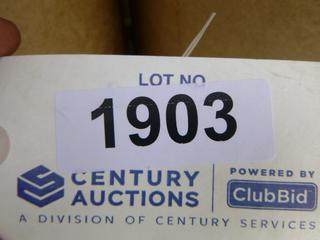 LOT NO
1903
CENTURY
AUCTIONS
POWERED BY
ClubBid
A DIVISION OF CENTURY SERVICES